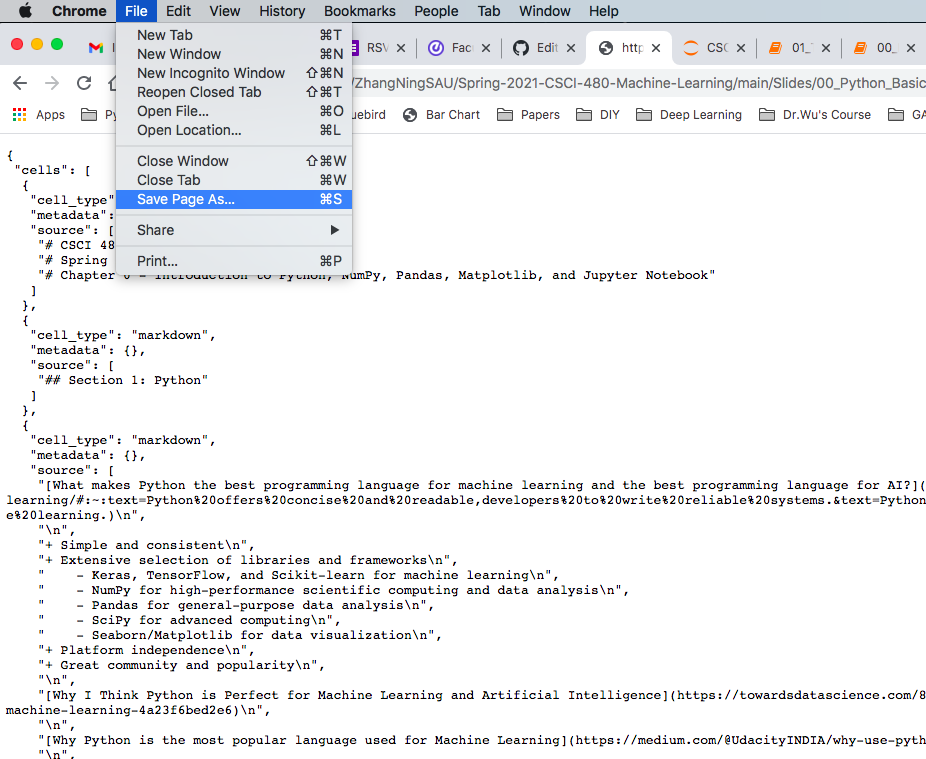 Chrome File Edit View History Bookmarks People Tab Window Help
RSV Fac Edit http CSC 01_ 00_
/ZhangNingSAU/Spring-2021-CSCI-480-Machine-Learning/main/Slides/00_Python_Basic
Apps Py uebird Bar Chart Papers DIY Deep Learning Dr.Wu's Course GA
New Tab ⌘T
New Window ⌘N
New Incognito Window ⇧⌘N
Reopen Closed Tab ⇧⌘T
Open File... ⌘O
Open Location... ⌘L
Close Window ⇧⌘W
Close Tab ⌘W
Save Page As... ⌘S
Share
Print... ⌘P
{
"cells": [
{
"cell_type"
"metadata":
"source": [
"# CSCI 48
"# Spring
"# Chapter 0 - Introduction to Python, NumPy, Pandas, Matplotlib, and Jupyter Notebook"
]
},
{
"cell_type": "markdown",
"metadata": {},
"source": [
"## Section 1: Python"
]
},
{
"cell_type": "markdown",
"metadata": {},
"source": [
"[What makes Python the best programming language for machine learning and the best programming language for AI?](
learning/#:~:text=Python%20offers%20concise%20and%20readable,developers%20to%20write%20reliable%20systems.&text=Python
e%20learning.)\n",
"\n",
"+ Simple and consistent\n",
"+ Extensive selection of libraries and frameworks\n",
"    - Keras, TensorFlow, and Scikit-learn for machine learning\n",
"    - NumPy for high-performance scientific computing and data analysis\n",
"    - Pandas for general-purpose data analysis\n",
"    - SciPy for advanced computing\n",
"    - Seaborn/Matplotlib for data visualization\n",
"+ Platform independence\n",
"+ Great community and popularity\n",
"\n",
"[Why I Think Python is Perfect for Machine Learning and Artificial Intelligence](https://towardsdatascience.com/8
machine-learning-4a23f6bed2e6)\n",
"\n",
"[Why Python is the most popular language used for Machine Learning](https://medium.com/@UdacityINDIA/why-use-pyth
"\n",